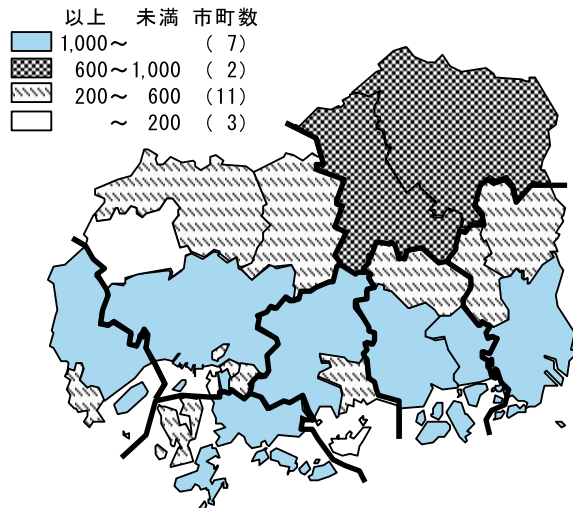 以上 未満 市町数
1,000～ ( 7)
600～1,000 ( 2)
200～ 600 (11)
～ 200 ( 3)